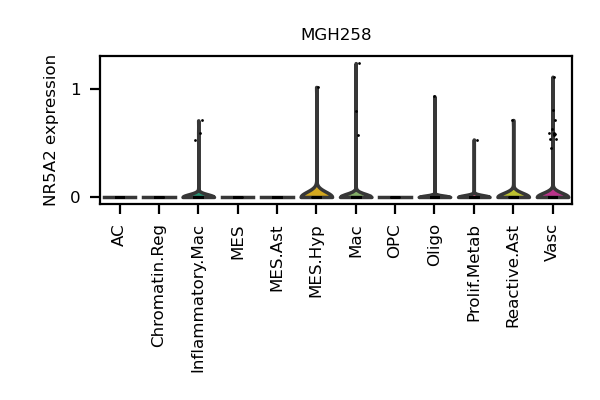 MGH258
NR5A2 expression
1
0
AC
Chromatin.Reg
Inflammatory.Mac
MES
MES.Ast
MES.Hyp
Mac
OPC
Oligo
Prolif.Metab
Reactive.Ast
Vasc